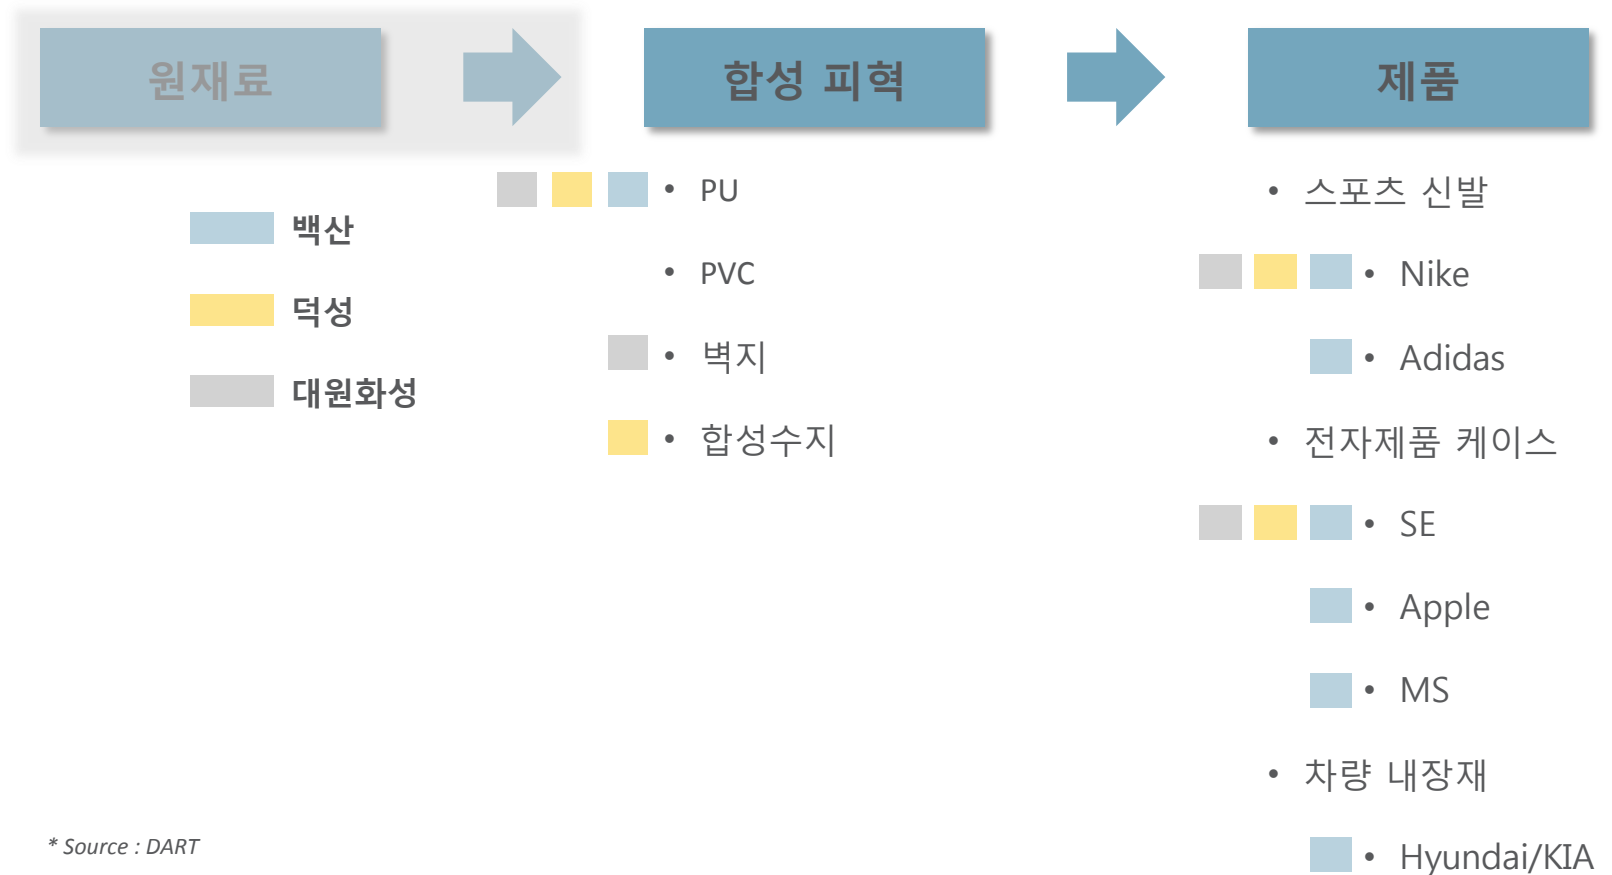 원재료
합성 피혁
제품
백산
덕성
대원화성
• PU
• PVC
• 벽지
• 합성수지
• 스포츠 신발
• Nike
• Adidas
• 전자제품 케이스
• SE
• Apple
• MS
• 차량 내장재
• Hyundai/KIA
* Source : DART